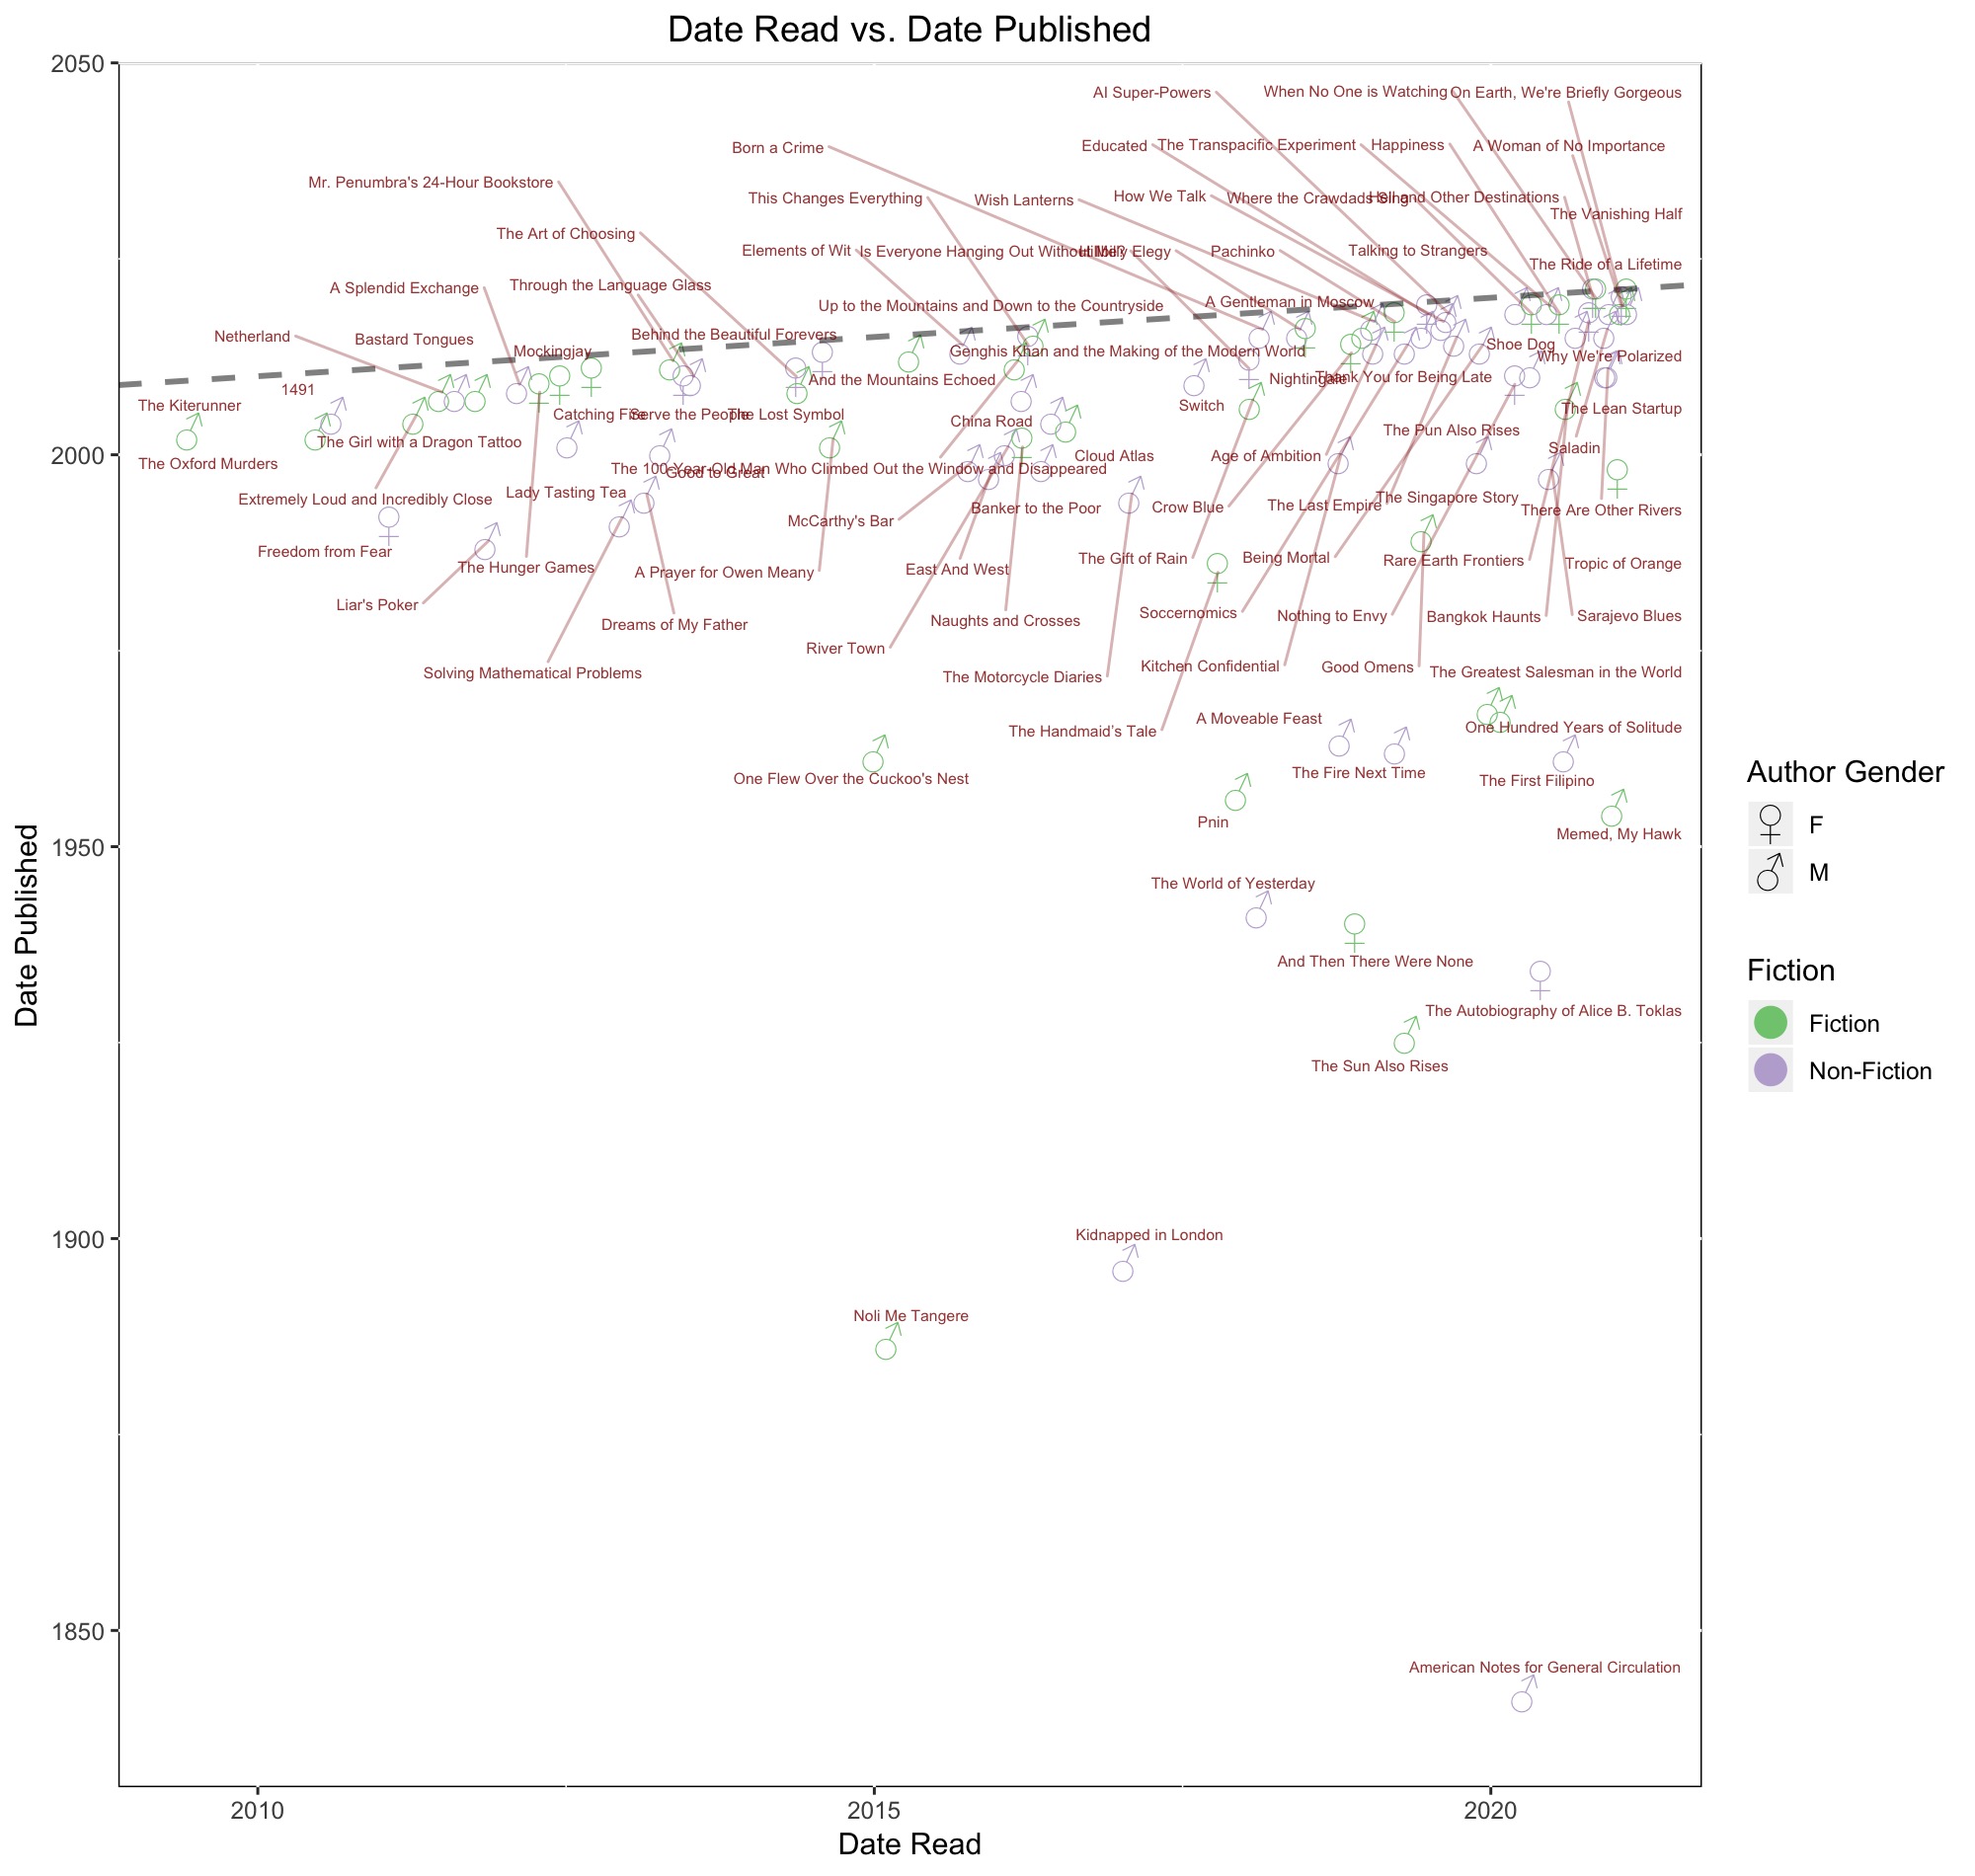 Date Read vs. Date Published
2050
2000
1950
1900
1850
Date Published
2010
2015
2020
Date Read
AI Super-Powers
When No One is Watching
On Earth, We're Briefly Gorgeous
Born a Crime
Educated
The Transpacific Experiment
Happiness
A Woman of No Importance
Mr. Penumbra's 24-Hour Bookstore
This Changes Everything
Wish Lanterns
How We Talk
Where the Crawdads Sing
Hell and Other Destinations
The Vanishing Half
The Art of Choosing
Elements of Wit
Is Everyone Hanging Out Without Me?
Hillbilly Elegy
Pachinko
Talking to Strangers
The Ride of a Lifetime
A Splendid Exchange
Through the Language Glass
Up to the Mountains and Down to the Countryside
A Gentleman in Moscow
Netherland
Bastard Tongues
Behind the Beautiful Forevers
Mockingjay
Genghis Khan and the Making of the Modern World
Shoe Dog
Why We're Polarized
1491
And the Mountains Echoed
Nightingale
Thank You for Being Late
The Kiterunner
Catching Fire
Serve the People
The Lost Symbol
China Road
Switch
The Lean Startup
The Girl with a Dragon Tattoo
The Pun Also Rises
Saladin
The Oxford Murders
The 100-Year-Old Man Who Climbed Out the Window and Disappeared
Good to Great
Cloud Atlas
Age of Ambition
Extremely Loud and Incredibly Close
Lady Tasting Tea
McCarthy's Bar
Banker to the Poor
Crow Blue
The Last Empire
The Singapore Story
There Are Other Rivers
Freedom from Fear
The Hunger Games
A Prayer for Owen Meany
East And West
The Gift of Rain
Being Mortal
Rare Earth Frontiers
Tropic of Orange
Liar's Poker
Dreams of My Father
Naughts and Crosses
Soccernomics
Nothing to Envy
Bangkok Haunts
Sarajevo Blues
Solving Mathematical Problems
River Town
The Motorcycle Diaries
Kitchen Confidential
Good Omens
The Greatest Salesman in the World
The Handmaid's Tale
A Moveable Feast
One Hundred Years of Solitude
One Flew Over the Cuckoo's Nest
The Fire Next Time
The First Filipino
Pnin
Memed, My Hawk
The World of Yesterday
And Then There Were None
The Autobiography of Alice B. Toklas
The Sun Also Rises
Kidnapped in London
Noli Me Tangere
American Notes for General Circulation
Author Gender
F
M
Fiction
Fiction
Non-Fiction